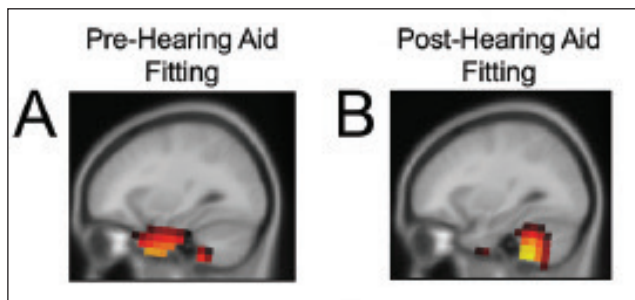 Pre-Hearing Aid
Fitting
Post-Hearing Aid
Fitting
A
B